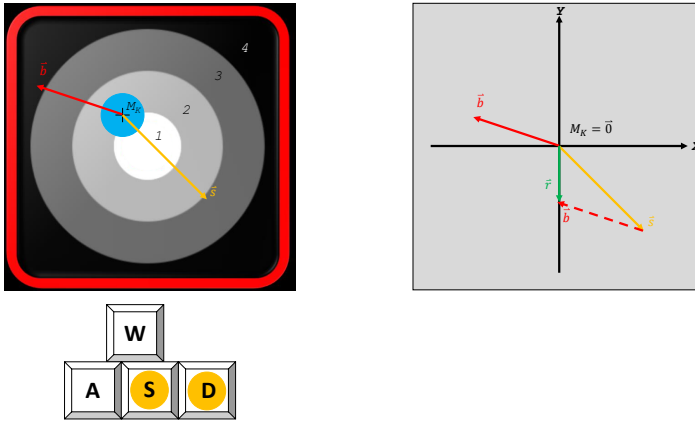 4
3
b⃗
M_K
2
1
s⃗
Y
b⃗
M_K = 0⃗
X
r⃗
b⃗
s⃗
W
A S D